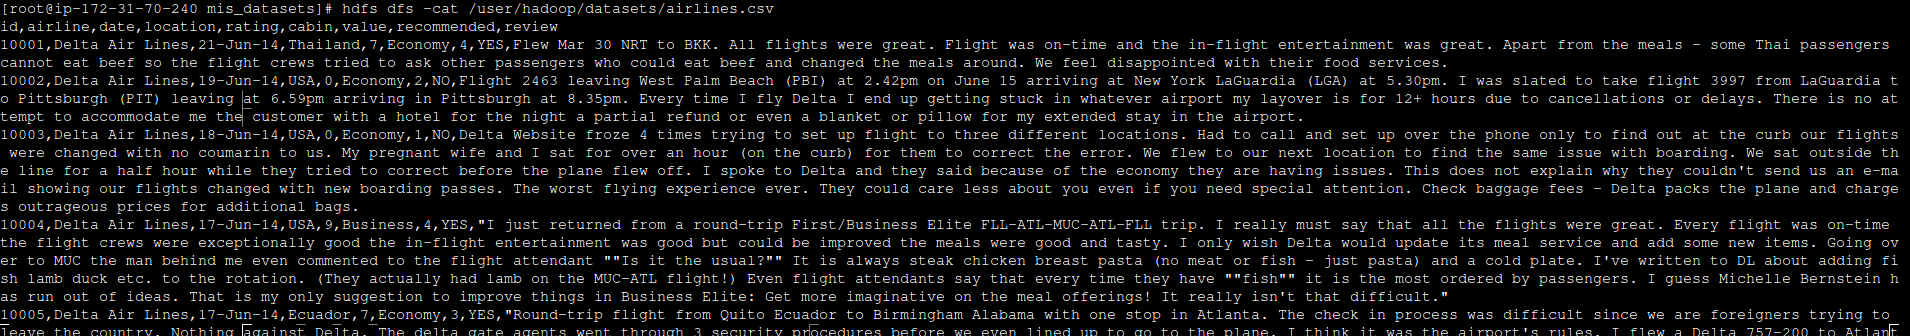 [root@ip-172-31-70-240 mis_datasets]# hdfs dfs -cat /user/hadoop/datasets/airlines.csv
id,airline,date,location,rating,cabin,value,recommended,review
10001,Delta Air Lines,21-Jun-14,Thailand,7,Economy,4,YES,Flew Mar 30 NRT to BKK. All flights were great. Flight was on-time and the in-flight entertainment was great. Apart from the meals - some Thai passengers
cannot eat beef so the flight crews tried to ask other passengers who could eat beef and changed the meals around. We feel disappointed with their food services.
10002,Delta Air Lines,19-Jun-14,USA,0,Economy,2,NO,Flight 2463 leaving West Palm Beach (PBI) at 2.42pm on June 15 arriving at New York LaGuardia (LGA) at 5.30pm. I was slated to take flight 3997 from LaGuardia t
o Pittsburgh (PIT) leaving at 6.59pm arriving in Pittsburgh at 8.35pm. Every time I fly Delta I end up getting stuck in whatever airport my layover is for 12+ hours due to cancellations or delays. There is no at
tempt to accommodate me the customer with a hotel for the night a partial refund or even a blanket or pillow for my extended stay in the airport.
10003,Delta Air Lines,18-Jun-14,USA,0,Economy,1,NO,Delta Website froze 4 times trying to set up flight to three different locations. Had to call and set up over the phone only to find out at the curb our flights
were changed with no coumarin to us. My pregnant wife and I sat for over an hour (on the curb) for them to correct the error. We flew to our next location to find the same issue with boarding. We sat outside th
e line for a half hour while they tried to correct before the plane flew off. I spoke to Delta and they said because of the economy they are having issues. This does not explain why they couldn't send us an e-ma
il showing our flights changed with new boarding passes. The worst flying experience ever. They could care less about you even if you need special attention. Check baggage fees - Delta packs the plane and charge
s outrageous prices for additional bags.
10004,Delta Air Lines,17-Jun-14,USA,9,Business,4,YES,"I just returned from a round-trip First/Business Elite FLL-ATL-MUC-ATL-FLL trip. I really must say that all the flights were great. Every flight was on-time
the flight crews were exceptionally good the in-flight entertainment was good but could be improved the meals were good and tasty. I only wish Delta would update its meal service and add some new items. Going ov
er to MUC the man behind me even commented to the flight attendant ""Is it the usual?"" It is always steak chicken breast pasta (no meat or fish - just pasta) and a cold plate. I've written to DL about adding fi
sh lamb duck etc. to the rotation. (They actually had lamb on the MUC-ATL flight!) Even flight attendants say that every time they have ""fish"" it is the most ordered by passengers. I guess Michelle Bernstein h
as run out of ideas. That is my only suggestion to improve things in Business Elite: Get more imaginative on the meal offerings! It really isn't that difficult."
10005,Delta Air Lines,17-Jun-14,Ecuador,7,Economy,3,YES,"Round-trip flight from Quito Ecuador to Birmingham Alabama with one stop in Atlanta. The check in process was difficult since we are foreigners trying to
leave the country. Nothing against Delta. The delta gate agents went through 3 security procedures before we even lined up to go to the plane. I think it was the airport's rules. I flew a Delta 757-200 to Atlant